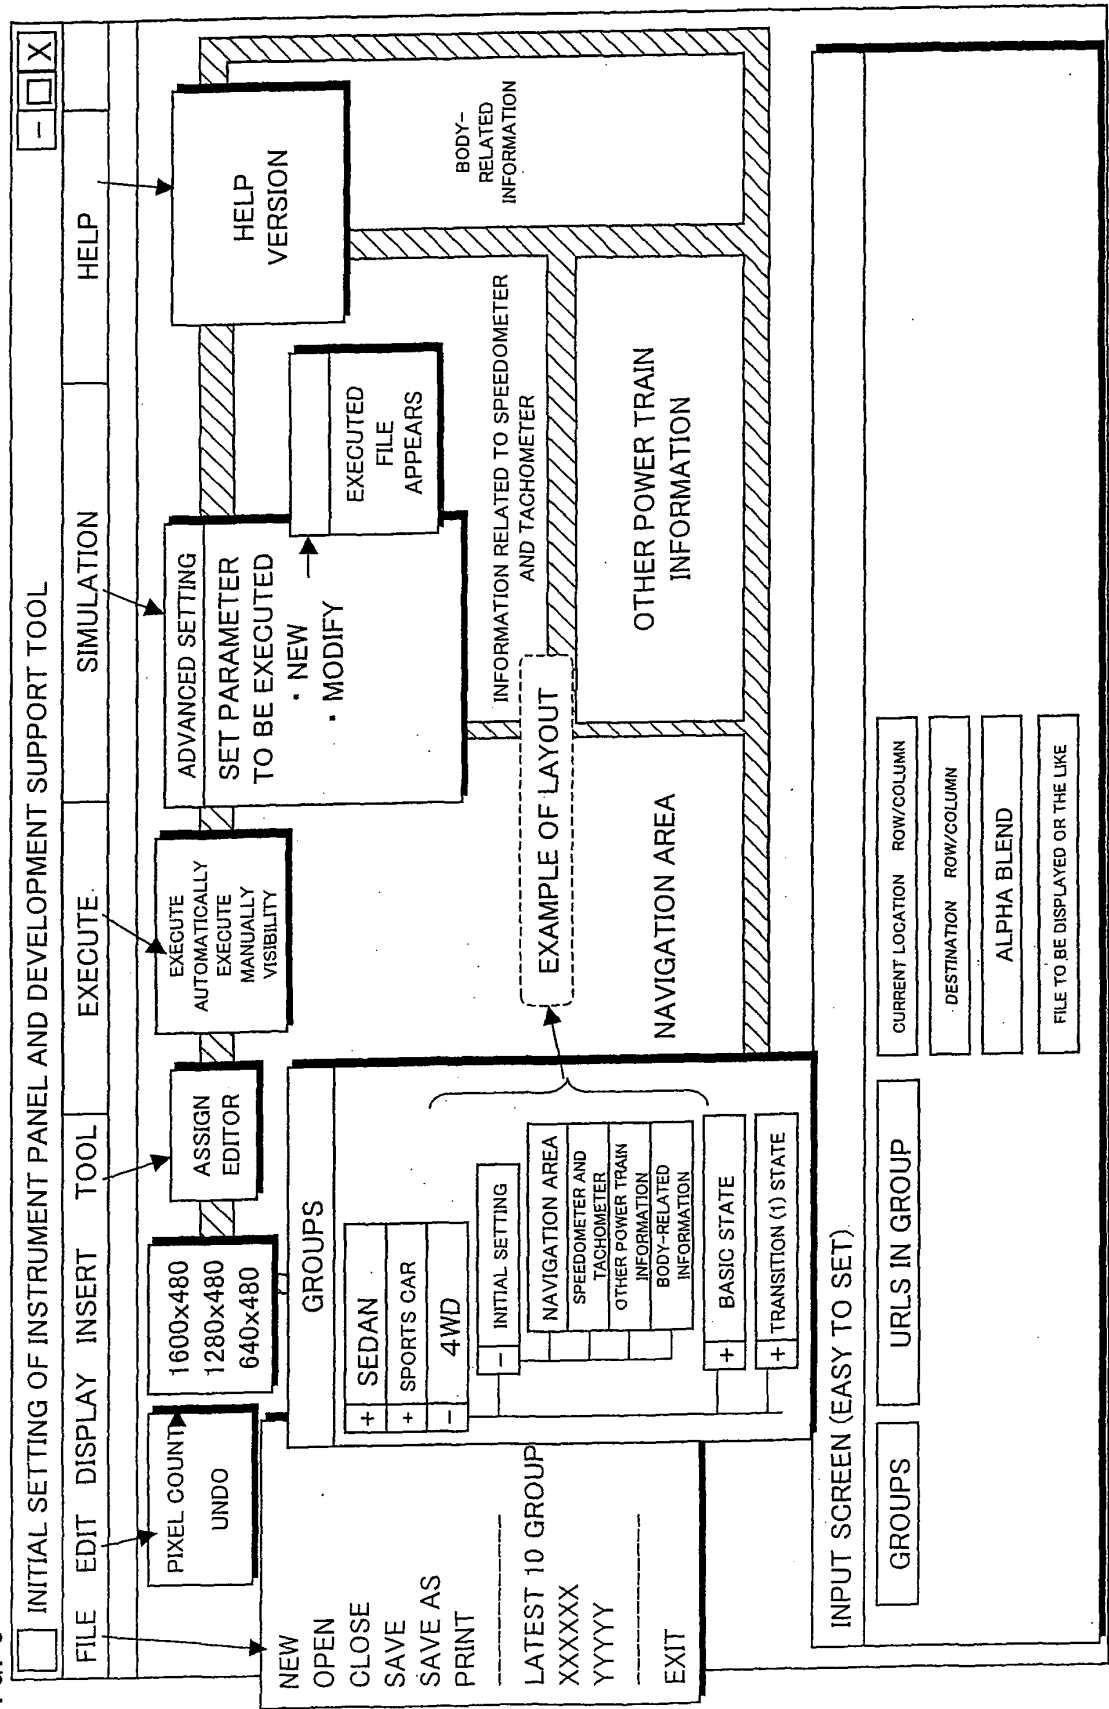 INITIAL SETTING OF INSTRUMENT PANEL AND DEVELOPMENT SUPPORT TOOL
- X
FILE EDIT DISPLAY INSERT TOOL EXECUTE SIMULATION HELP
PIXEL COUNT
UNDO
1600x480
1280x480
640x480
ASSIGN
EDITOR
EXECUTE
AUTOMATICALLY
EXECUTE
MANUALLY
VISIBILITY
ADVANCED SETTING
SET PARAMETER
TO BE EXECUTED
・NEW
・MODIFY
EXECUTED
FILE
APPEARS
HELP
VERSION
NEW
OPEN
CLOSE
SAVE
SAVE AS
PRINT
LATEST 10 GROUP
XXXXXX
YYYYY
EXIT
GROUPS
+ SEDAN
+ SPORTS CAR
- 4WD
- INITIAL SETTING
NAVIGATION AREA
SPEEDOMETER AND
TACHOMETER
OTHER POWER TRAIN
INFORMATION
BODY-RELATED
INFORMATION
+ BASIC STATE
+ TRANSITION (1) STATE
EXAMPLE OF LAYOUT
NAVIGATION AREA
INFORMATION RELATED TO SPEEDOMETER
AND TACHOMETER
OTHER POWER TRAIN
INFORMATION
BODY-
RELATED
INFORMATION
INPUT SCREEN (EASY TO SET)
GROUPS
URLS IN GROUP
CURRENT LOCATION ROW/COLUMN
DESTINATION ROW/COLUMN
ALPHA BLEND
FILE TO BE DISPLAYED OR THE LIKE